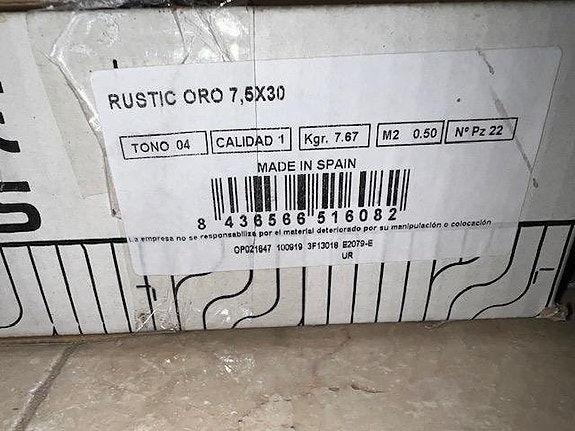 RUSTIC ORO 7,5X30
TONO 04 CALIDAD 1 Kgr. 7.67 M2 0.50 Nº Pz 22
MADE IN SPAIN
8 436566 516082
La empresa no se responsabiliza por el material deteriorado por su manipulación o colocación
OP021847 100919 3F13018 E2079-E
UR